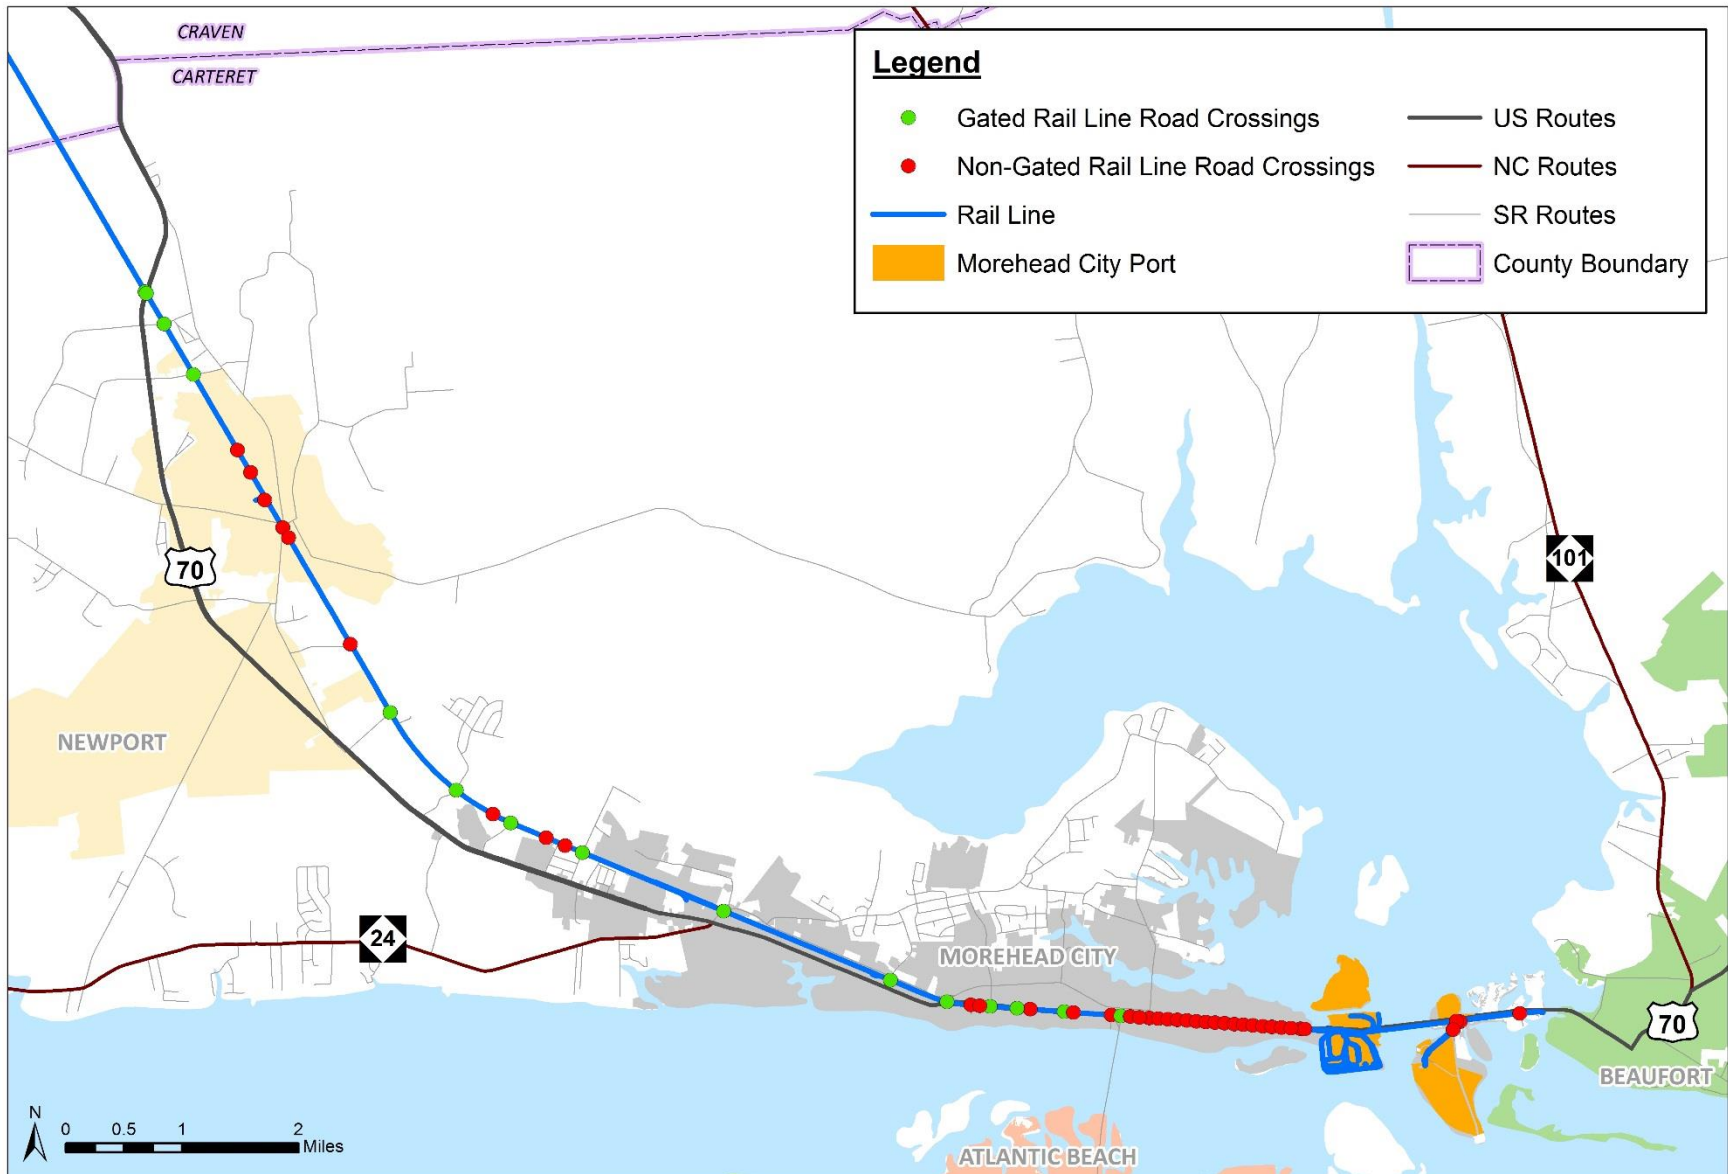 CRAVEN
CARTERET
Legend
Gated Rail Line Road Crossings
Non-Gated Rail Line Road Crossings
Rail Line
Morehead City Port
US Routes
NC Routes
SR Routes
County Boundary
101
70
NEWPORT
24
MOREHEAD CITY
70
BEAUFORT
ATLANTIC BEACH
N
0 0.5 1 2
Miles